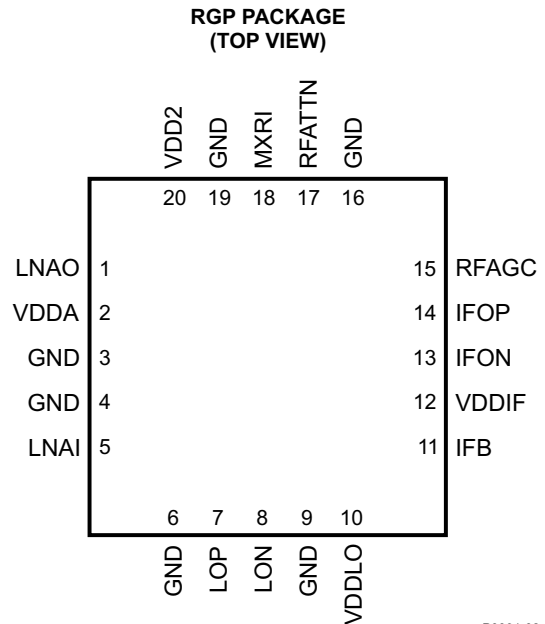 RGP PACKAGE
(TOP VIEW)
VDD2
GND
MXRI
RFATTN
GND
20 19 18 17 16
LNAO 1
15 RFAGC
VDDA 2
14 IFOP
GND 3
13 IFON
GND 4
12 VDDIF
LNAI 5
11 IFB
6 7 8 9 10
GND
LOP
LON
GND
VDDLO